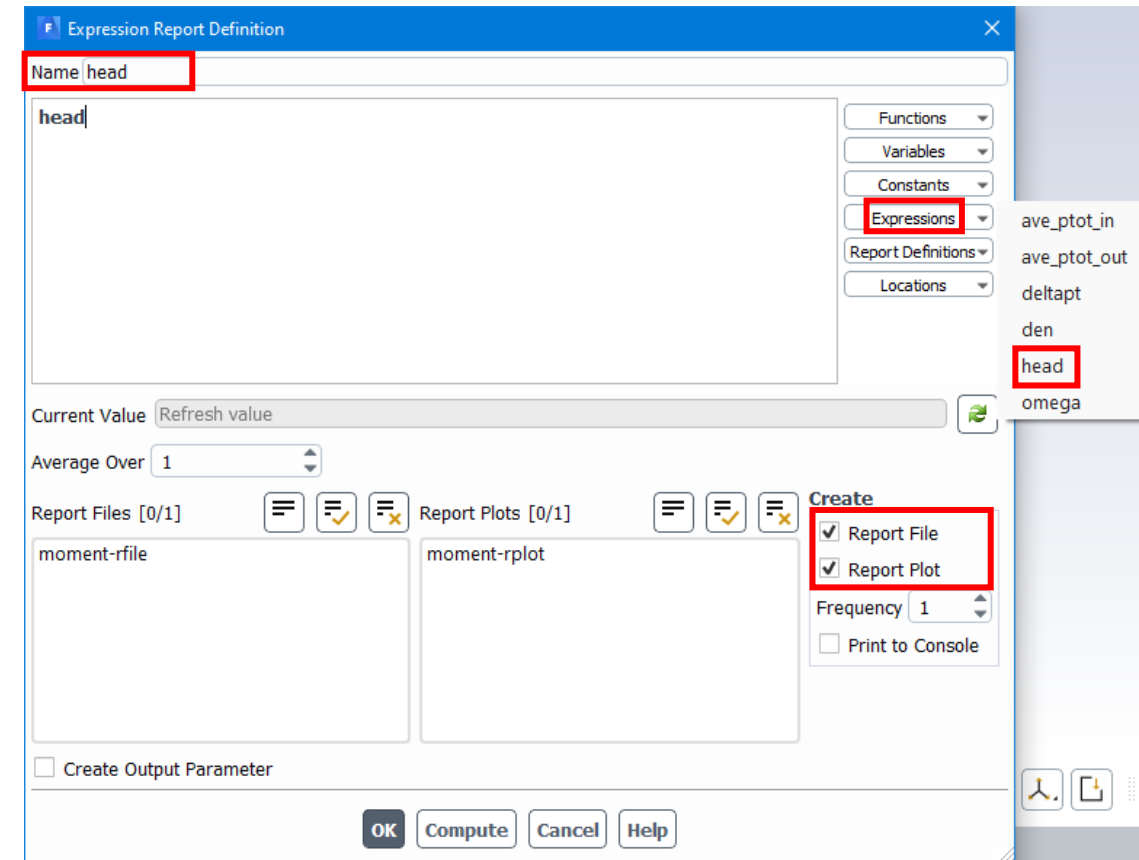 F Expression Report Definition
Name head
head
Functions
Variables
Constants
Expressions
Report Definitions
Locations
ave_ptot_in
ave_ptot_out
deltapt
den
head
omega
Current Value Refresh value
Average Over 1
Report Files [0/1]
moment-rfile
Report Plots [0/1]
moment-rplot
Create
Report File
Report Plot
Frequency 1
Print to Console
Create Output Parameter
OK Compute Cancel Help